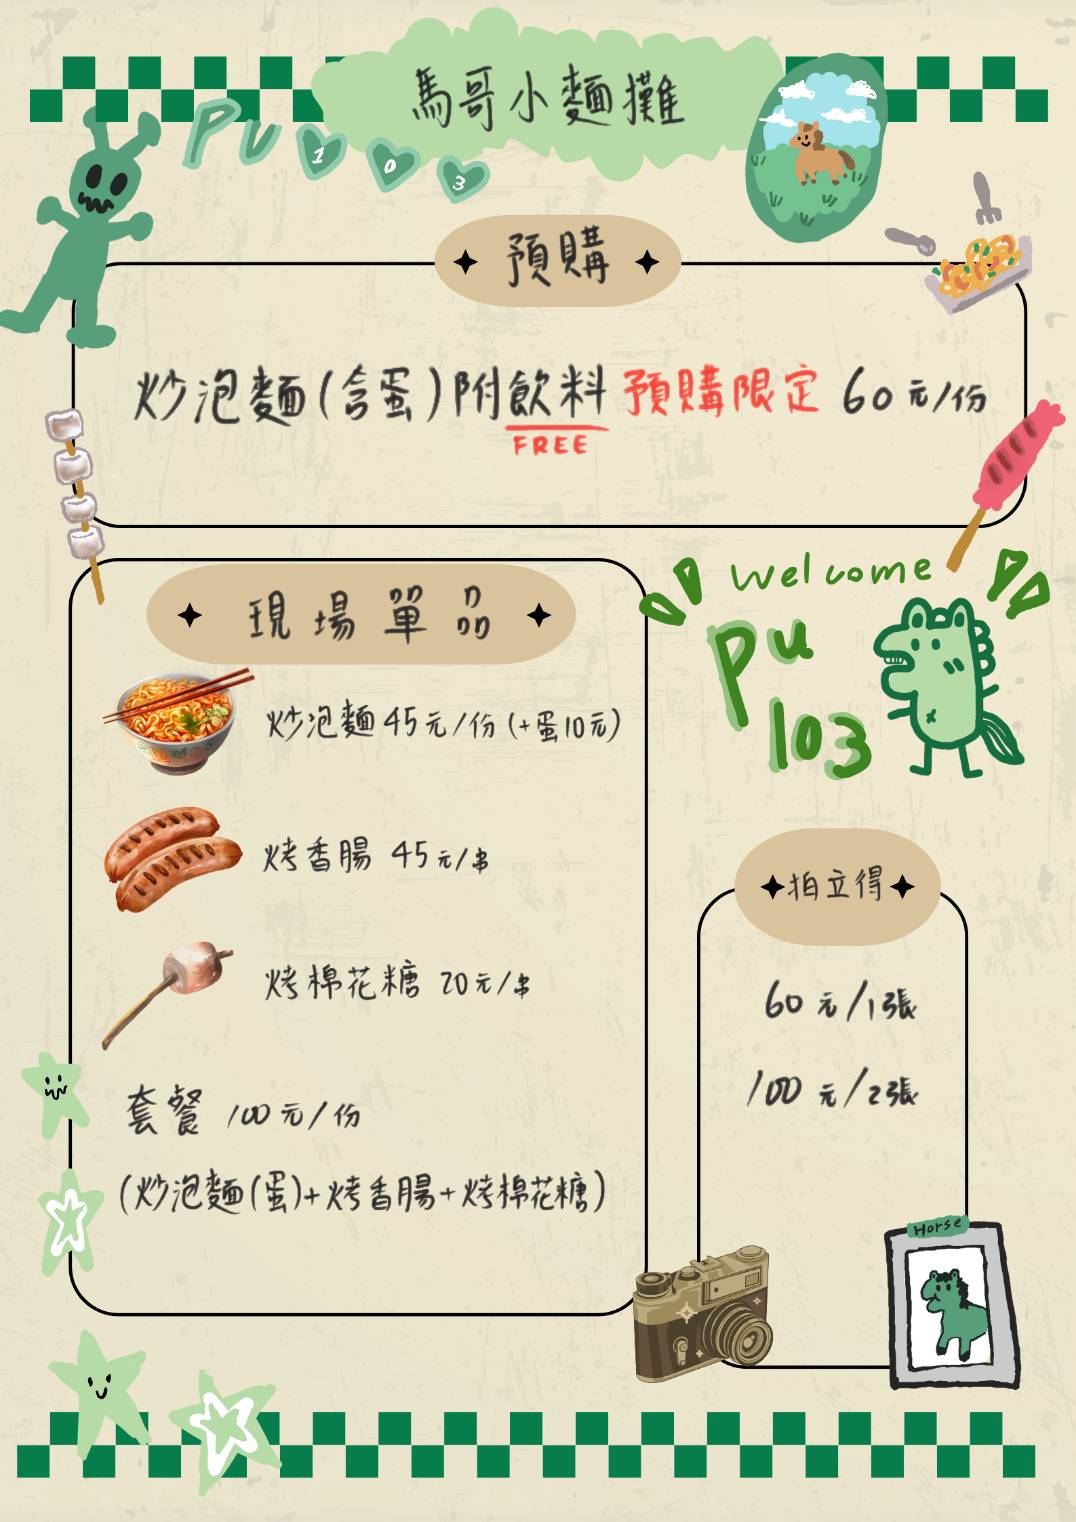 馬哥小麵攤
PU 103
預購
炒泡麵(含蛋)附飲料 預購限定 60元/份
FREE
現場單品
炒泡麵 45元/份 (+蛋10元)
烤香腸 45元/串
烤棉花糖 20元/串
套餐 100元/份
(炒泡麵(蛋)+烤香腸+烤棉花糖)
Welcome
Pu
103
拍立得
60元/1張
100元/2張
Horse